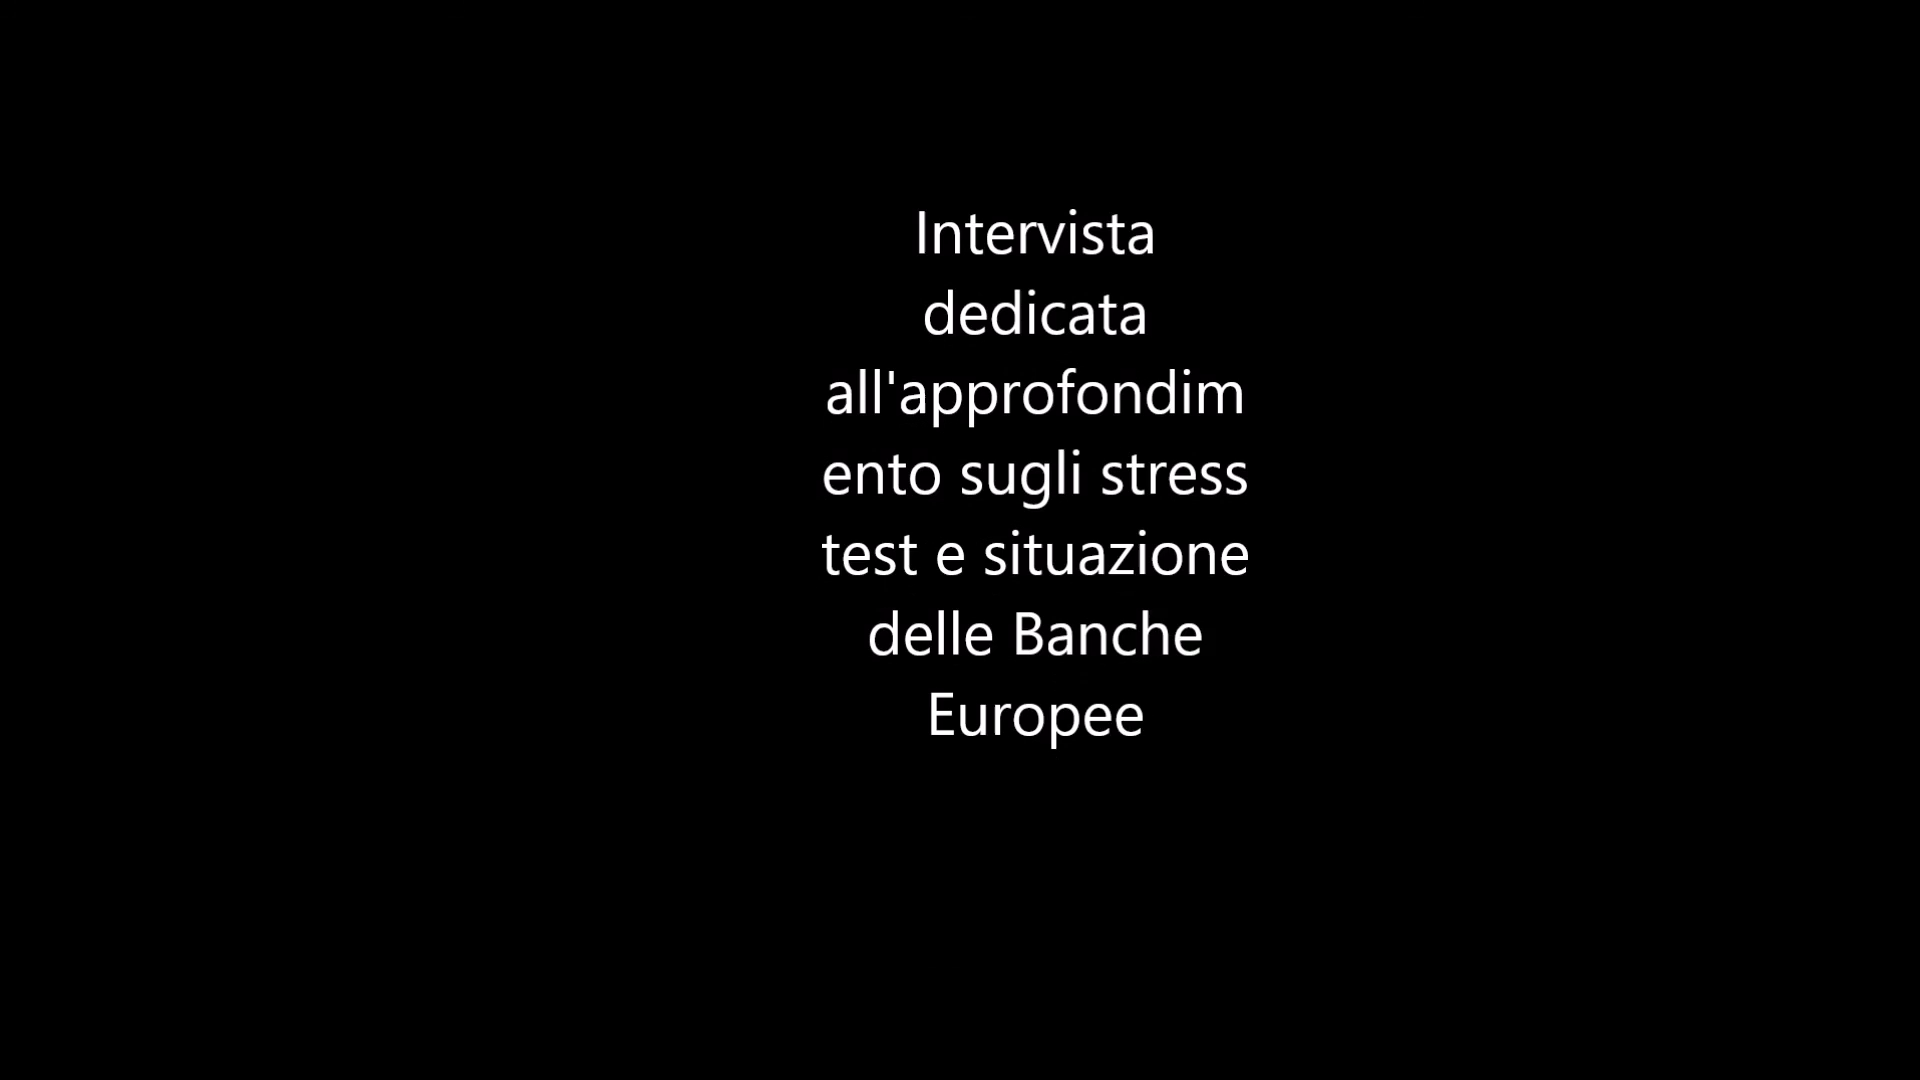 Intervista
dedicata
all'approfondim
ento sugli stress
test e situazione
delle Banche
Europee